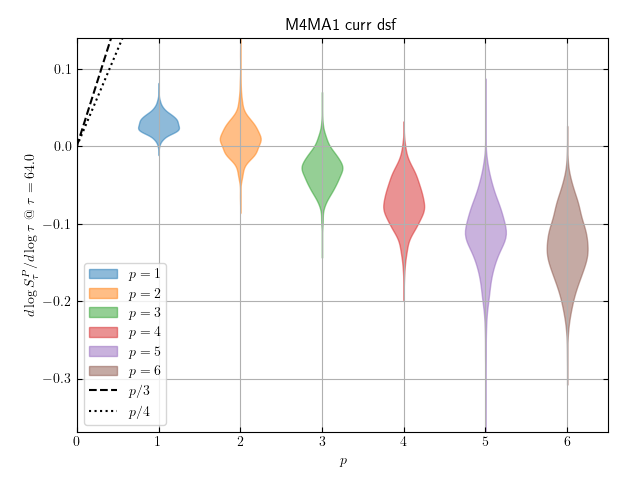 M4MA1 curr dsf
d log S_τ^P / d log τ @ τ = 64.0
0.1
0.0
−0.1
−0.2
−0.3
p = 1
p = 2
p = 3
p = 4
p = 5
p = 6
p/3
p/4
0 1 2 3 4 5 6
p